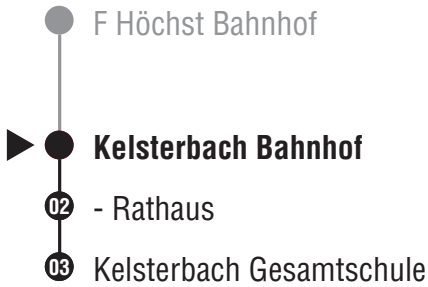 F Höchst Bahnhof
Kelsterbach Bahnhof
02 - Rathaus
03 Kelsterbach Gesamtschule